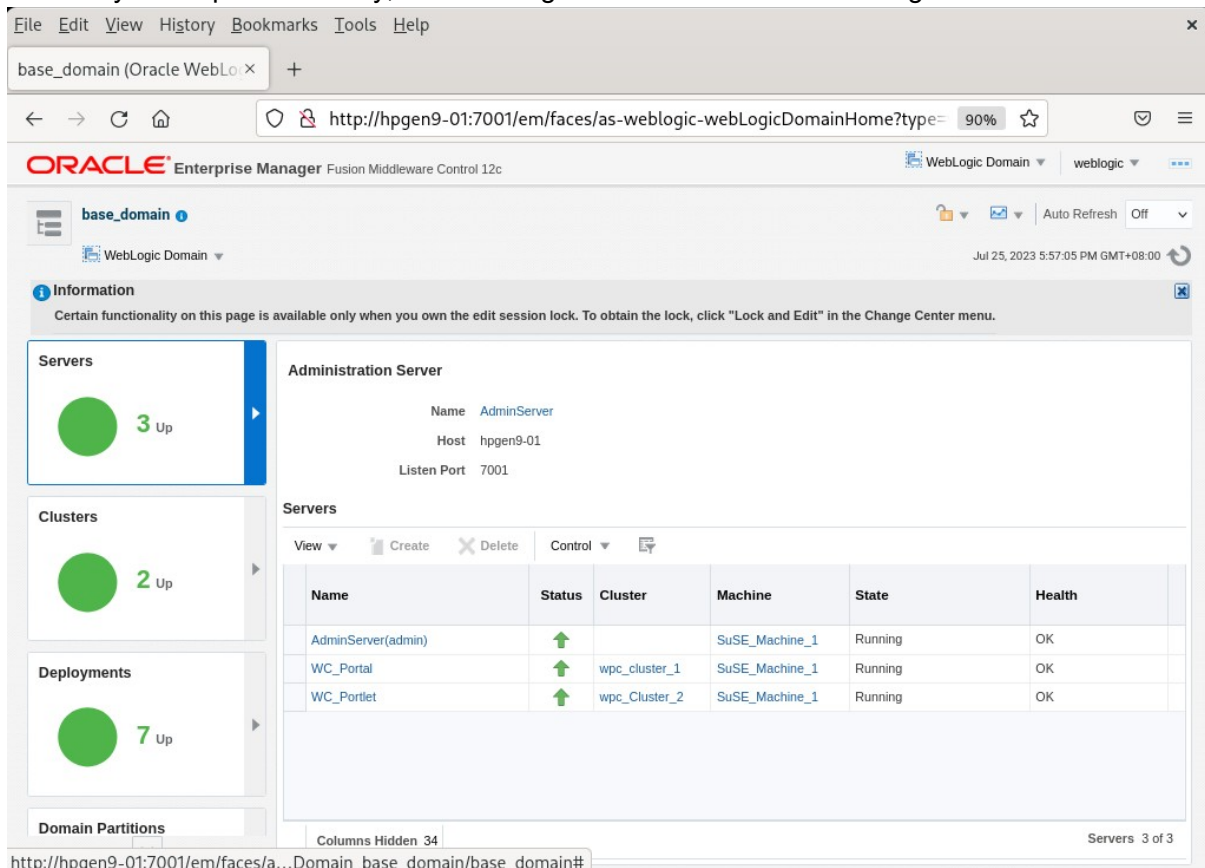 File Edit View History Bookmarks Tools Help
base_domain (Oracle WebLo
http://hpgen9-01:7001/em/faces/as-weblogic-webLogicDomainHome?type= 90%
ORACLE Enterprise Manager Fusion Middleware Control 12c WebLogic Domain weblogic
base_domain Auto Refresh Off
WebLogic Domain Jul 25, 2023 5:57:05 PM GMT+08:00
Information
Certain functionality on this page is available only when you own the edit session lock. To obtain the lock, click "Lock and Edit" in the Change Center menu.
Servers
3 Up
Clusters
2 Up
Deployments
7 Up
Domain Partitions
Administration Server
Name AdminServer
Host hpgen9-01
Listen Port 7001
Servers
View Create Delete Control
Name Status Cluster Machine State Health
AdminServer(admin) SuSE_Machine_1 Running OK
WC_Portal wpc_cluster_1 SuSE_Machine_1 Running OK
WC_Portlet wpc_Cluster_2 SuSE_Machine_1 Running OK
Columns Hidden 34 Servers 3 of 3
http://hpgen9-01:7001/em/faces/a...Domain_base_domain/base_domain#